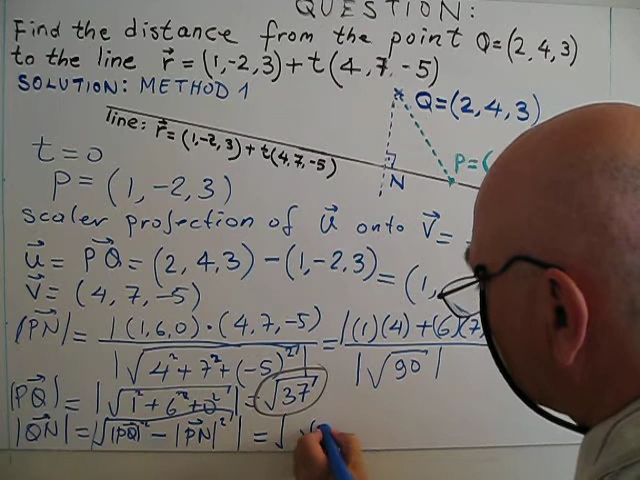 QUESTION:
Find the distance from the point Q=(2,4,3)
to the line r⃗=(1,-2,3)+t(4,7,-5)
SOLUTION: METHOD 1
line: r⃗=(1,-2,3)+t(4,7,-5)
Q=(2,4,3)
P=(
N
t=0
P=(1,-2,3)
scaler projection of u⃗ onto v⃗=
u⃗ = PQ⃗ = (2,4,3)-(1,-2,3)=(1,
v⃗ = (4,7,-5)
|PN⃗| = |(1,6,0)·(4,7,-5)| / |√(4²+7²+(-5)²)| = |(1)(4)+(6)(7) / |√90|
|PQ⃗| = |√(1²+6²+0²)| = √37
|QN⃗| = |√(|PQ⃗|²-|PN⃗|²)| = √